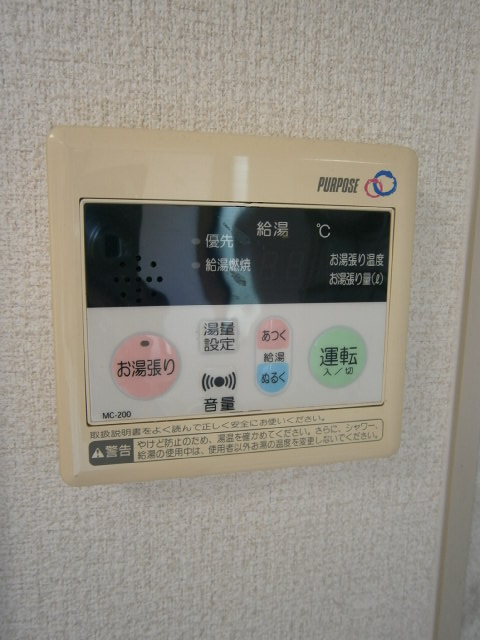 PURPOSE
給湯 ℃
優先
給湯燃焼
お湯張り温度
お湯張り量(ℓ)
お湯張り
湯量
設定
音量
あつく
給湯
ぬるく
運転
入/切
MC-200
取扱説明書をよく読んで正しく安全にお使いください。
警告
やけど防止のため、湯温を確かめてください。さらに、シャワー、
給湯の使用中は、使用者以外お湯の温度を変更しないでください。